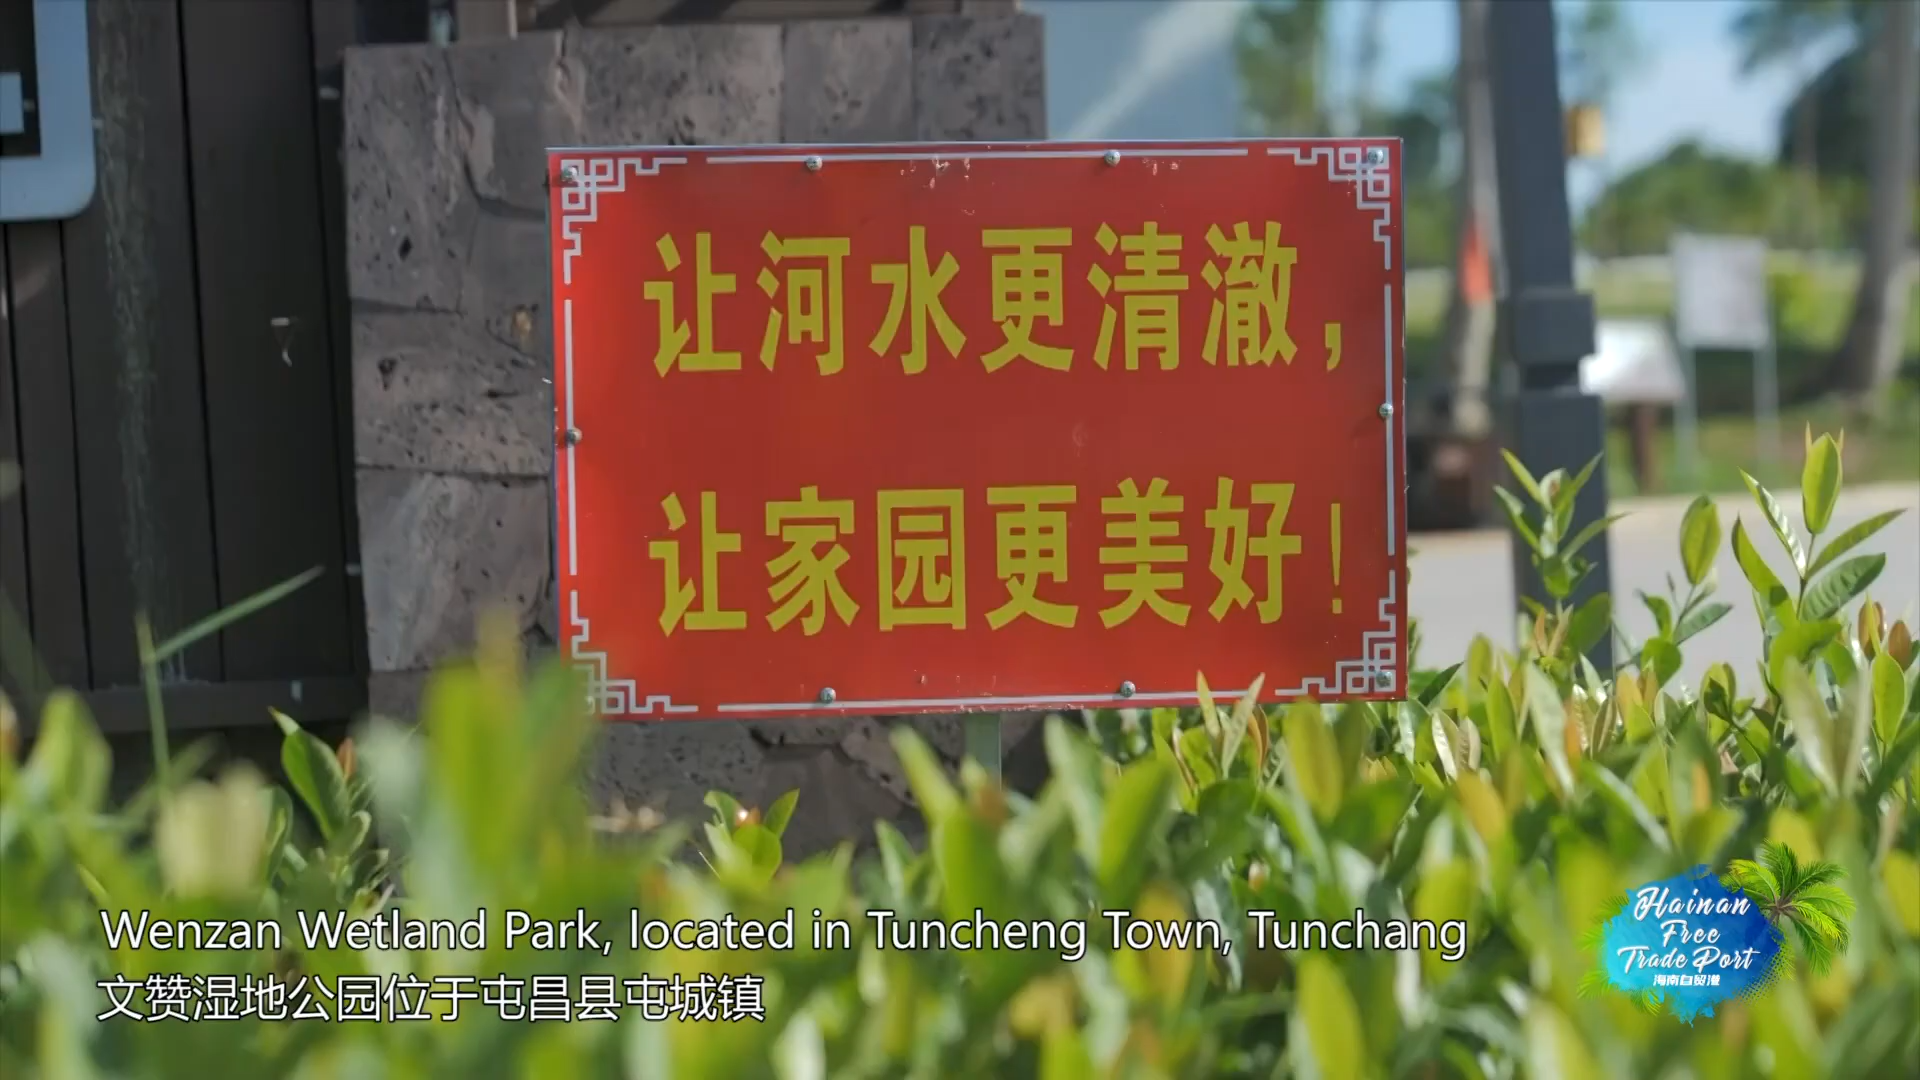 让河水更清澈，
让家园更美好！
Wenzan Wetland Park, located in Tuncheng Town, Tunchang
文赞湿地公园位于屯昌县屯城镇
Hainan
Free
Trade Port
海南自贸港